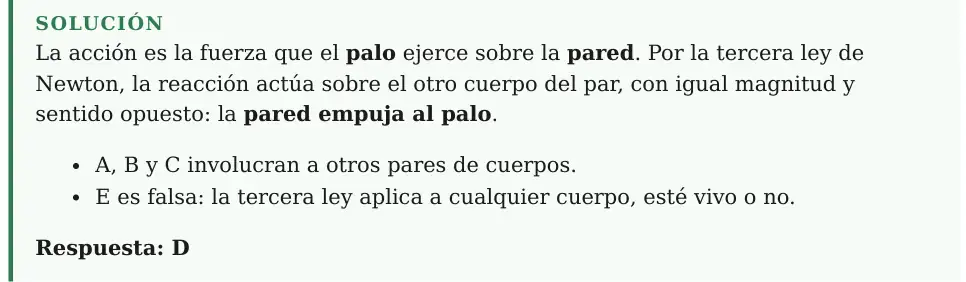 SOLUCIÓN
La acción es la fuerza que el palo ejerce sobre la pared. Por la tercera ley de
Newton, la reacción actúa sobre el otro cuerpo del par, con igual magnitud y
sentido opuesto: la pared empuja al palo.
• A, B y C involucran a otros pares de cuerpos.
• E es falsa: la tercera ley aplica a cualquier cuerpo, esté vivo o no.
Respuesta: D